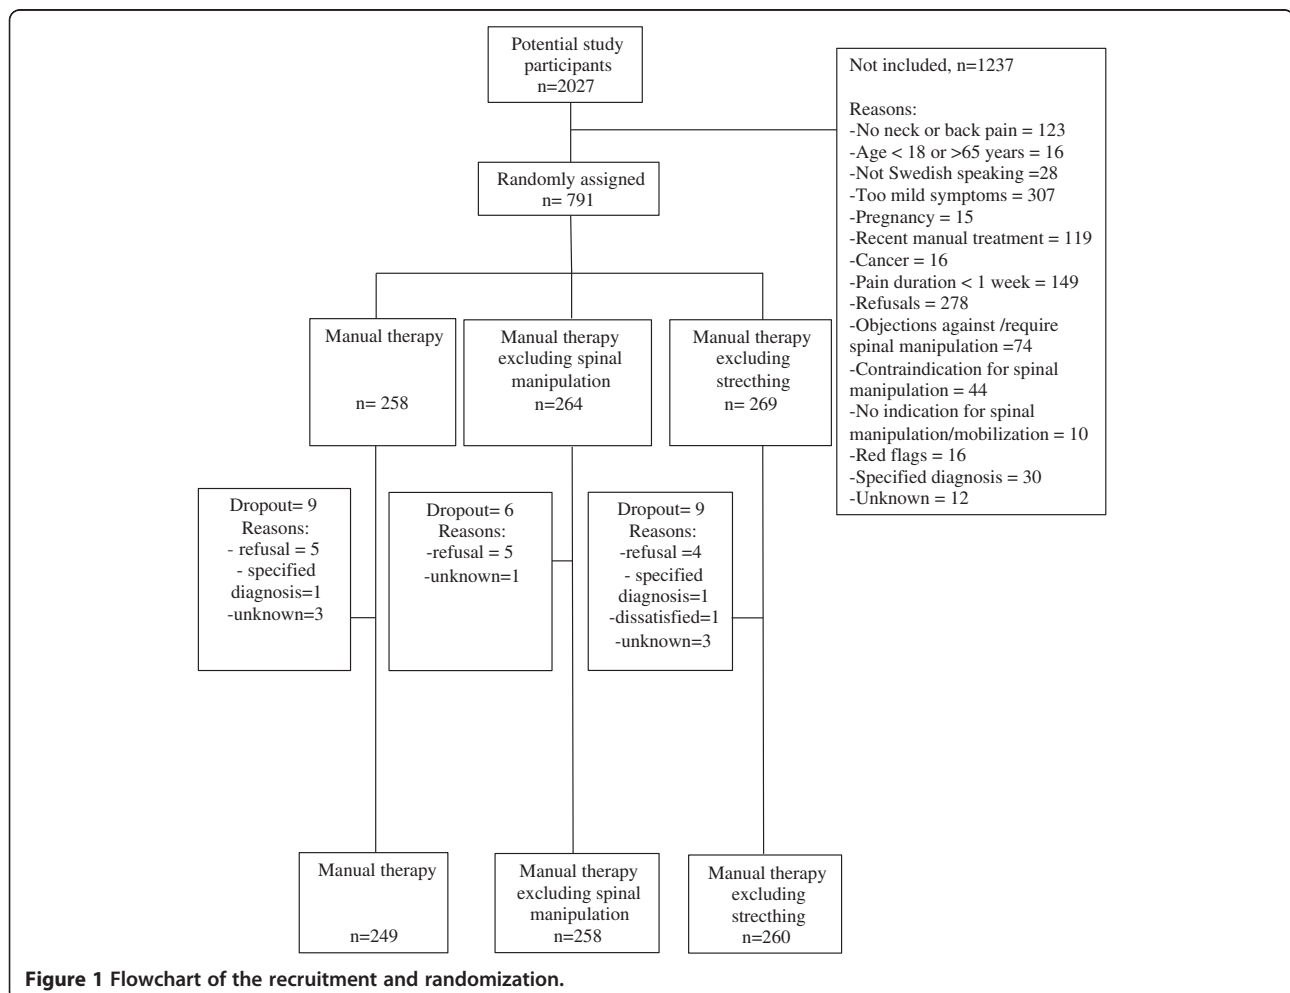 Potential study
participants
n=2027
Not included, n=1237
Reasons:
-No neck or back pain = 123
-Age < 18 or >65 years = 16
-Not Swedish speaking =28
-Too mild symptoms = 307
-Pregnancy = 15
-Recent manual treatment = 119
-Cancer = 16
-Pain duration < 1 week = 149
-Refusals = 278
-Objections against /require
spinal manipulation =74
-Contraindication for spinal
manipulation = 44
-No indication for spinal
manipulation/mobilization = 10
-Red flags = 16
-Specified diagnosis = 30
-Unknown = 12
Randomly assigned
n= 791
Manual therapy
n= 258
Manual therapy
excluding spinal
manipulation
n=264
Manual therapy
excluding
strecthing
n= 269
Dropout= 9
Reasons:
- refusal = 5
- specified
diagnosis=1
-unknown=3
Dropout= 6
Reasons:
-refusal = 5
-unknown=1
Dropout= 9
Reasons:
-refusal =4
- specified
diagnosis=1
-dissatisfied=1
-unknown=3
Manual therapy
n=249
Manual therapy
excluding spinal
manipulation
n=258
Manual therapy
excluding
strecthing
n=260
Figure 1 Flowchart of the recruitment and randomization.